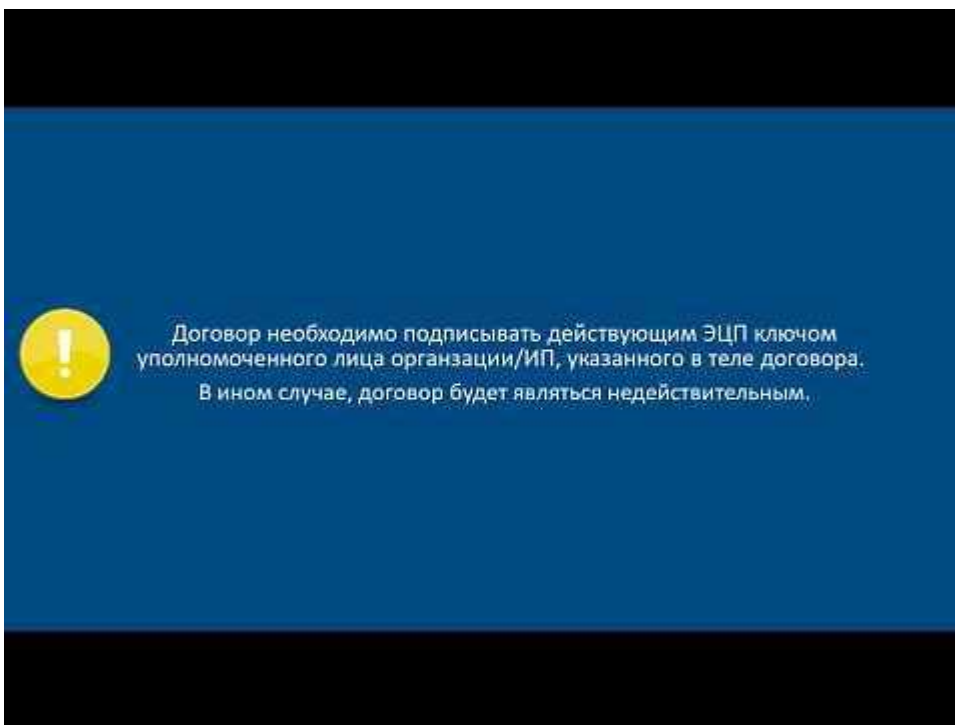 Договор необходимо подписывать действующим ЭЦП ключом
уполномоченного лица органзации/ИП, указанного в теле договора.
В ином случае, договор будет являться недействительным.